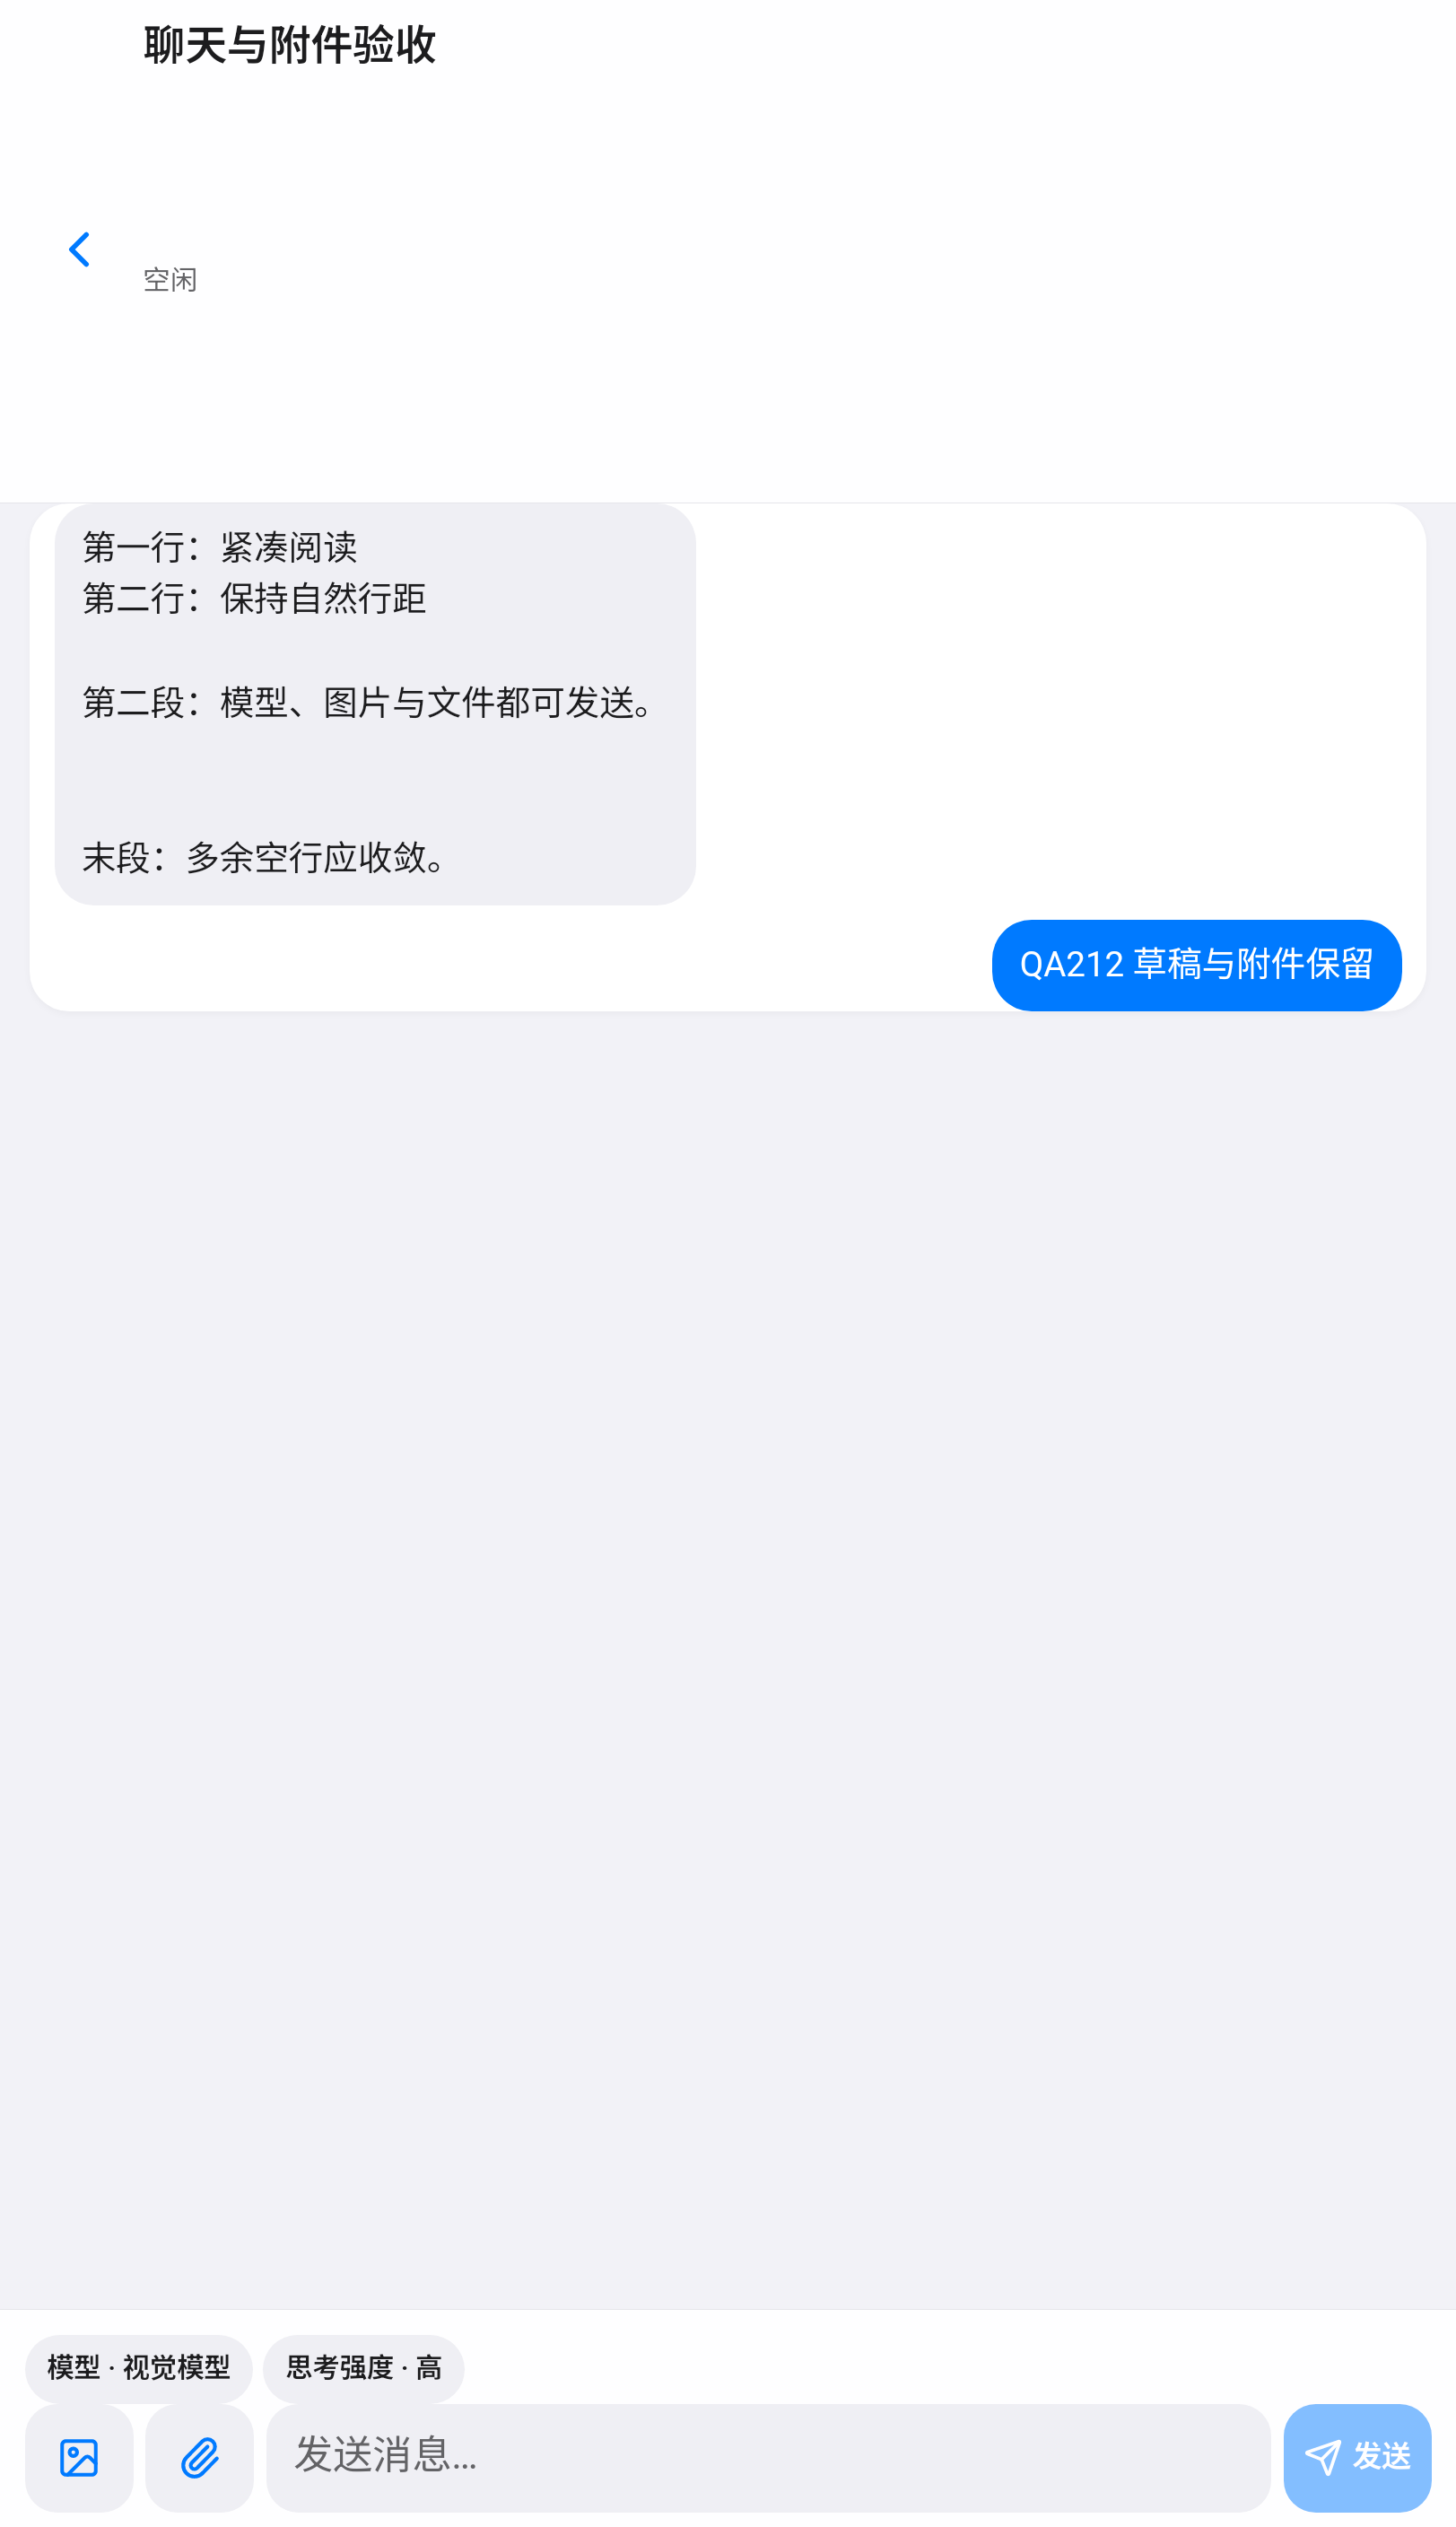 聊天与附件验收
空闲
第一行：紧凑阅读
第二行：保持自然行距
第二段：模型、图片与文件都可发送。
末段：多余空行应收敛。
QA212 草稿与附件保留
模型 · 视觉模型
思考强度 · 高
发送消息...
发送